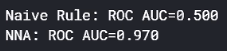 Naive Rule: ROC AUC=0.500
NNA: ROC AUC=0.970